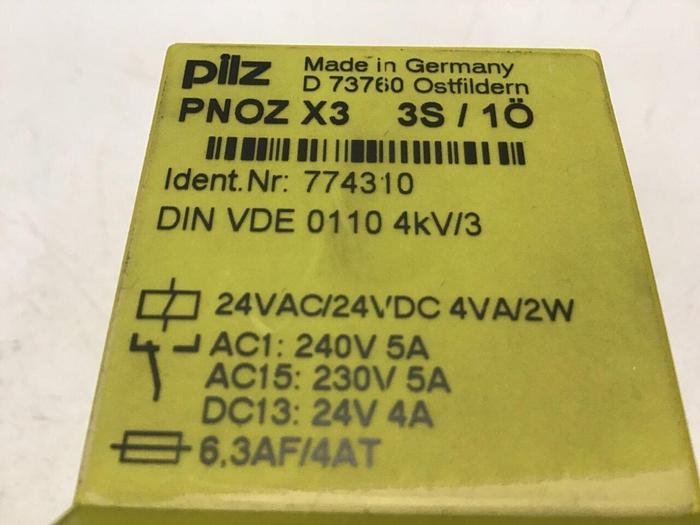 pilz Made in Germany
D 73760 Ostfildern
PNOZ X3 3S / 1Ö
Ident.Nr: 774310
DIN VDE 0110 4kV/3
24VAC/24VDC 4VA/2W
AC1: 240V 5A
AC15: 230V 5A
DC13: 24V 4A
6,3AF/4AT